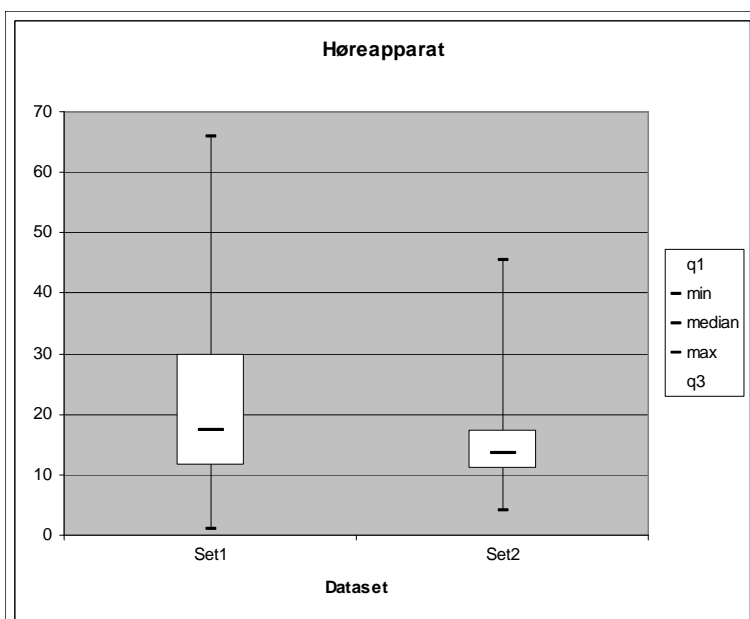 Høreapparat
70
60
50
40
30
20
10
0
Set1 Set2
Dataset
q1
min
median
max
q3